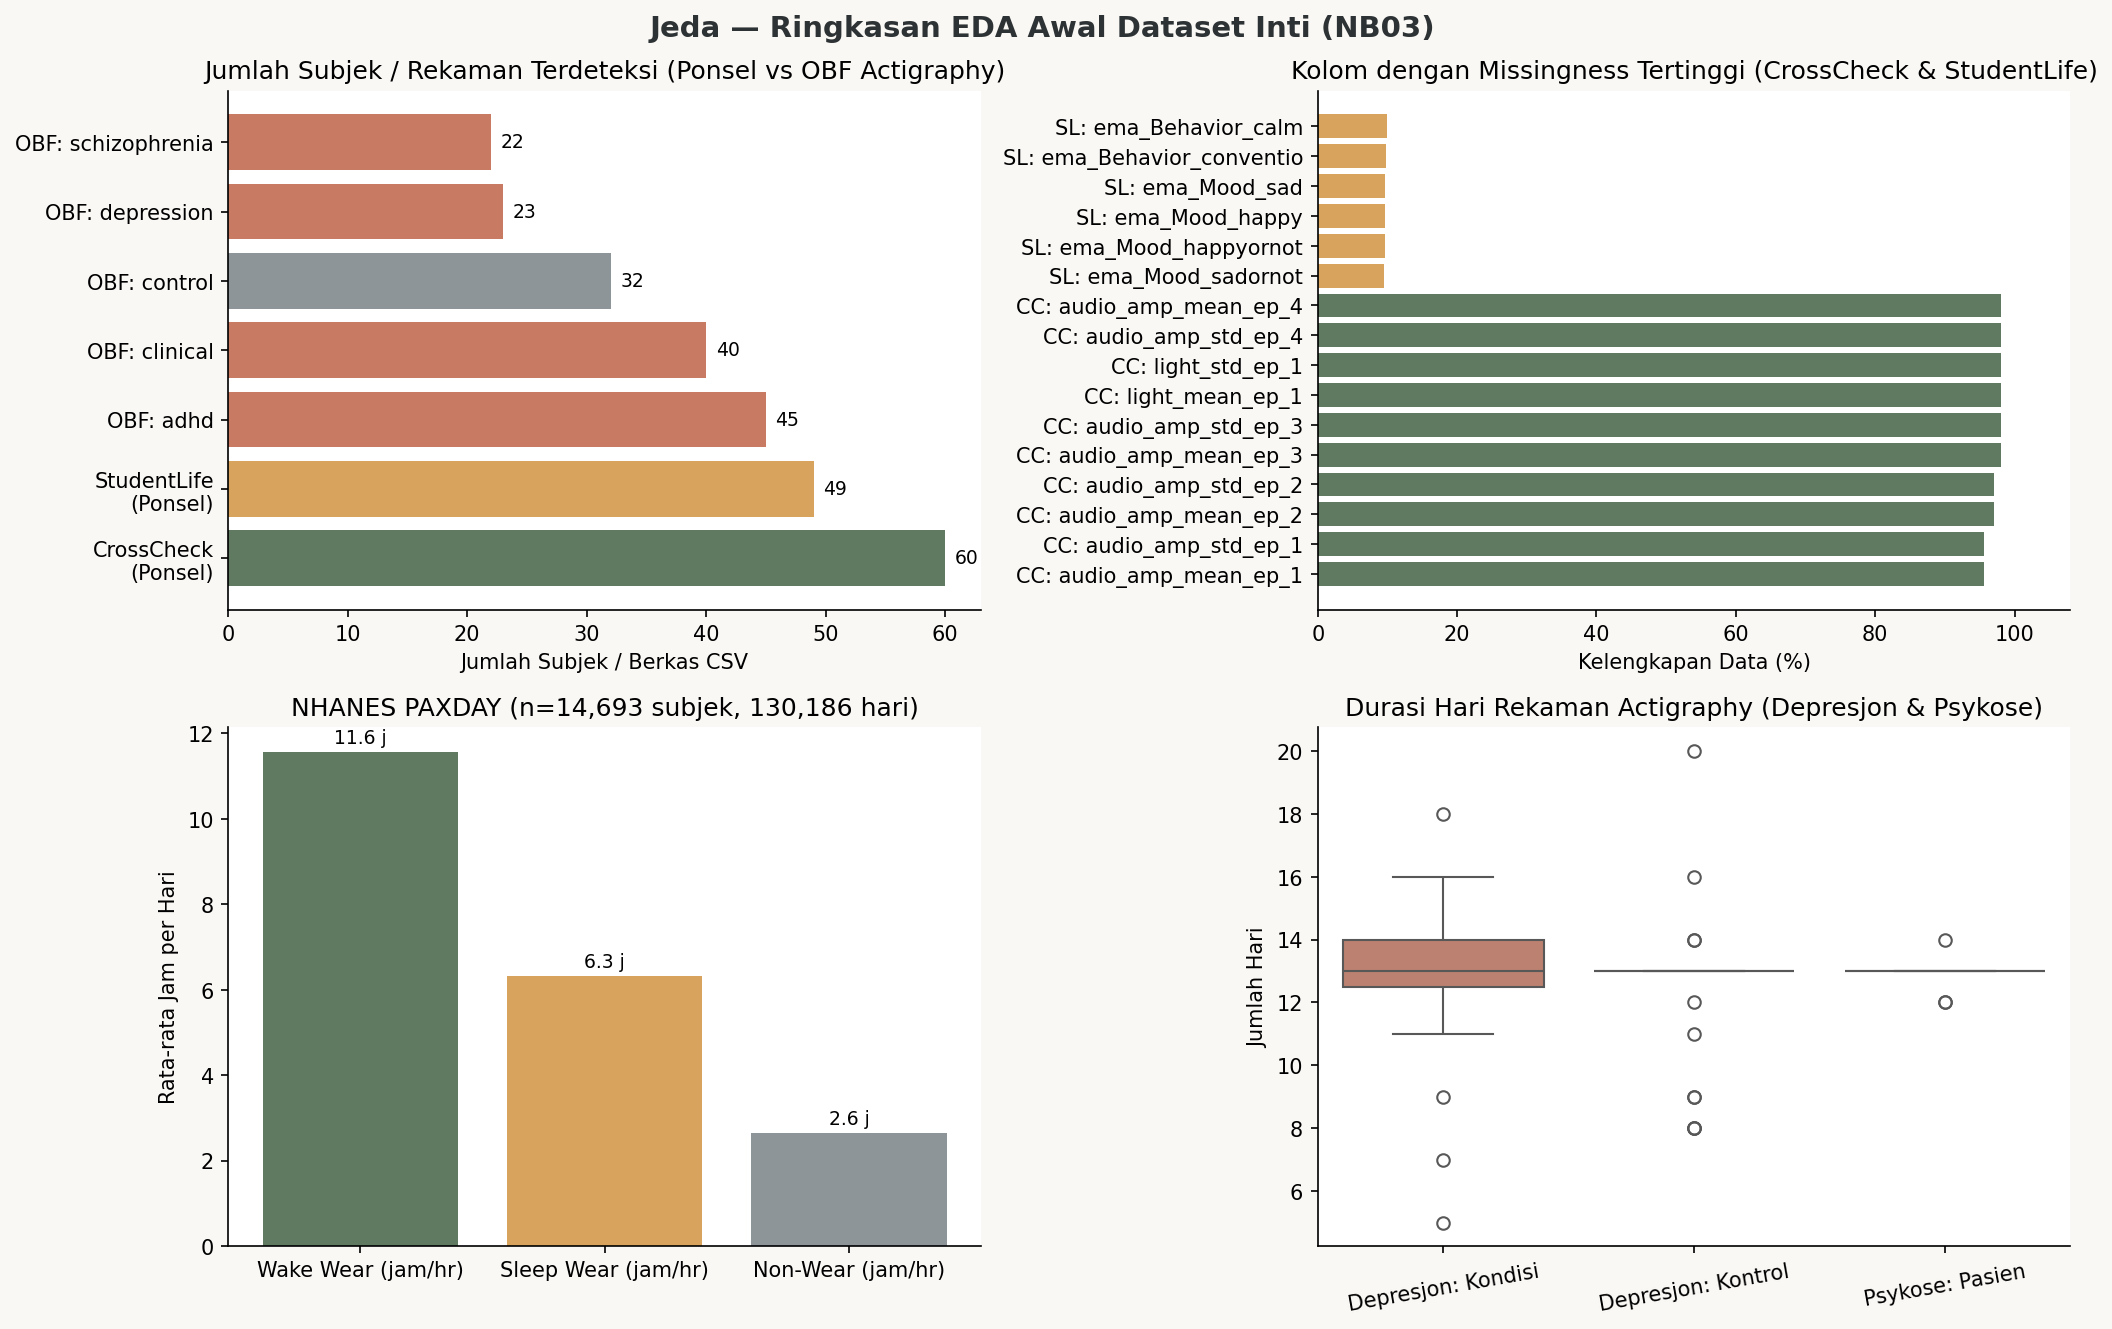 Jeda — Ringkasan EDA Awal Dataset Inti (NB03)
Jumlah Subjek / Rekaman Terdeteksi (Ponsel vs OBF Actigraphy)
OBF: schizophrenia
22
OBF: depression
23
OBF: control
32
OBF: clinical
40
OBF: adhd
45
StudentLife
(Ponsel)
49
CrossCheck
(Ponsel)
60
0 10 20 30 40 50 60
Jumlah Subjek / Berkas CSV
Kolom dengan Missingness Tertinggi (CrossCheck & StudentLife)
SL: ema_Behavior_calm
SL: ema_Behavior_conventio
SL: ema_Mood_sad
SL: ema_Mood_happy
SL: ema_Mood_happyornot
SL: ema_Mood_sadornot
CC: audio_amp_mean_ep_4
CC: audio_amp_std_ep_4
CC: light_std_ep_1
CC: light_mean_ep_1
CC: audio_amp_std_ep_3
CC: audio_amp_mean_ep_3
CC: audio_amp_std_ep_2
CC: audio_amp_mean_ep_2
CC: audio_amp_std_ep_1
CC: audio_amp_mean_ep_1
0 20 40 60 80 100
Kelengkapan Data (%)
NHANES PAXDAY (n=14,693 subjek, 130,186 hari)
Rata-rata Jam per Hari
12
10
8
6
4
2
0
11.6 j
6.3 j
2.6 j
Wake Wear (jam/hr) Sleep Wear (jam/hr) Non-Wear (jam/hr)
Durasi Hari Rekaman Actigraphy (Depresjon & Psykose)
Jumlah Hari
20
18
16
14
12
10
8
6
Depresjon: Kondisi
Depresjon: Kontrol
Psykose: Pasien